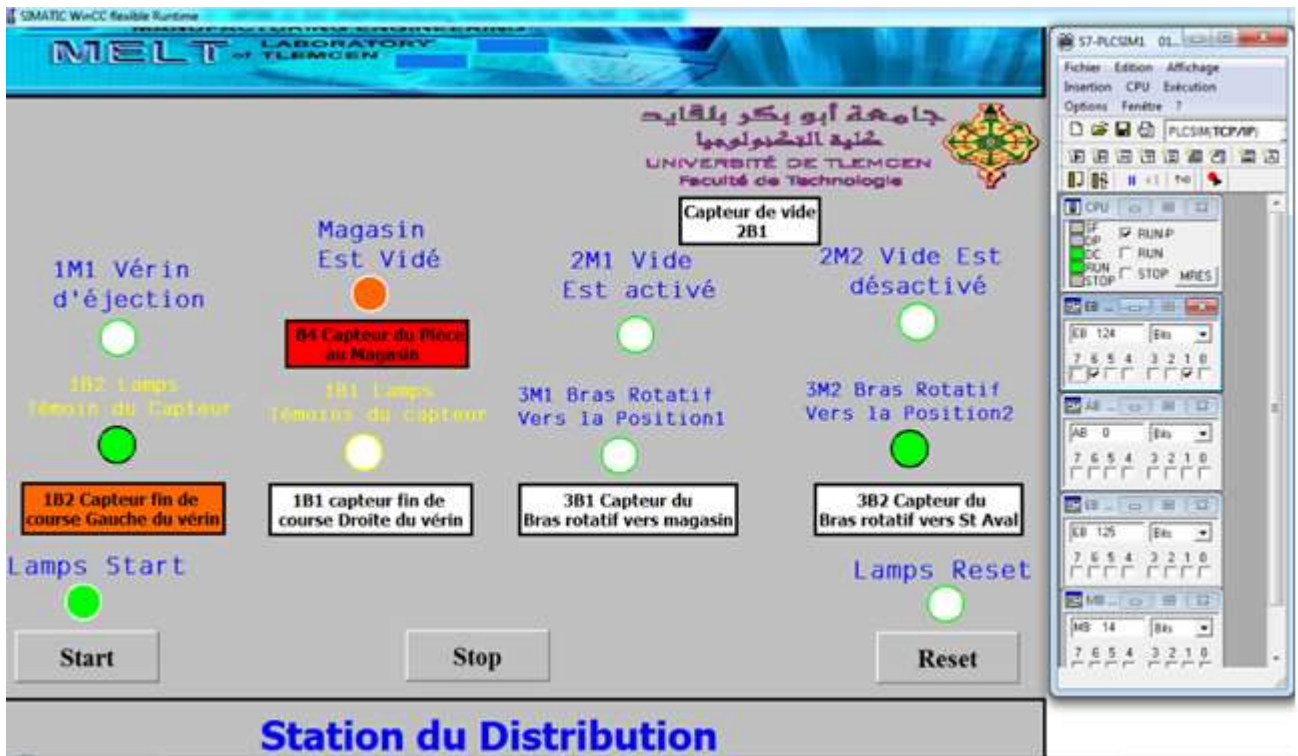 SIMATIC WinCC flexible Runtime
MANUFACTURING ENGINEERING
MELT of LABORATORY
TLEMCEN
جامعة أبو بكر بلقايد
كلية التكنولوجيا
UNIVERSITÉ DE TLEMCEN
Faculté de Technologie
Capteur de vide
2B1
1M1 Vérin
d'éjection
Magasin
Est Vidé
2M1 Vide
Est activé
2M2 Vide Est
désactivé
B4 Capteur du Piece
au Magasin
1B2 Lamps
Témoin du Capteur
1B1 Lamps
Témoins du capteur
3M1 Bras Rotatif
Vers la Position1
3M2 Bras Rotatif
Vers la Position2
1B2 Capteur fin de
course Gauche du vérin
1B1 capteur fin de
course Droite du vérin
3B1 Capteur du
Bras rotatif vers magasin
3B2 Capteur du
Bras rotatif vers St Aval
Lamps Start
Lamps Reset
Start
Stop
Reset
Station du Distribution
S7-PLCSIM1 01...
Fichier Edition Affichage
Insertion CPU Exécution
Options Fenêtre ?
PLCSIM(TCP/IP)
CPU
SF
DP
DC
RUN
STOP
RUN-P
RUN
STOP MRES
EB ...
EB 124 Bits
7 6 5 4 3 2 1 0
AB ...
AB 0 Bits
7 6 5 4 3 2 1 0
EB ...
EB 125 Bits
7 6 5 4 3 2 1 0
MB ...
MB 14 Bits
7 6 5 4 3 2 1 0